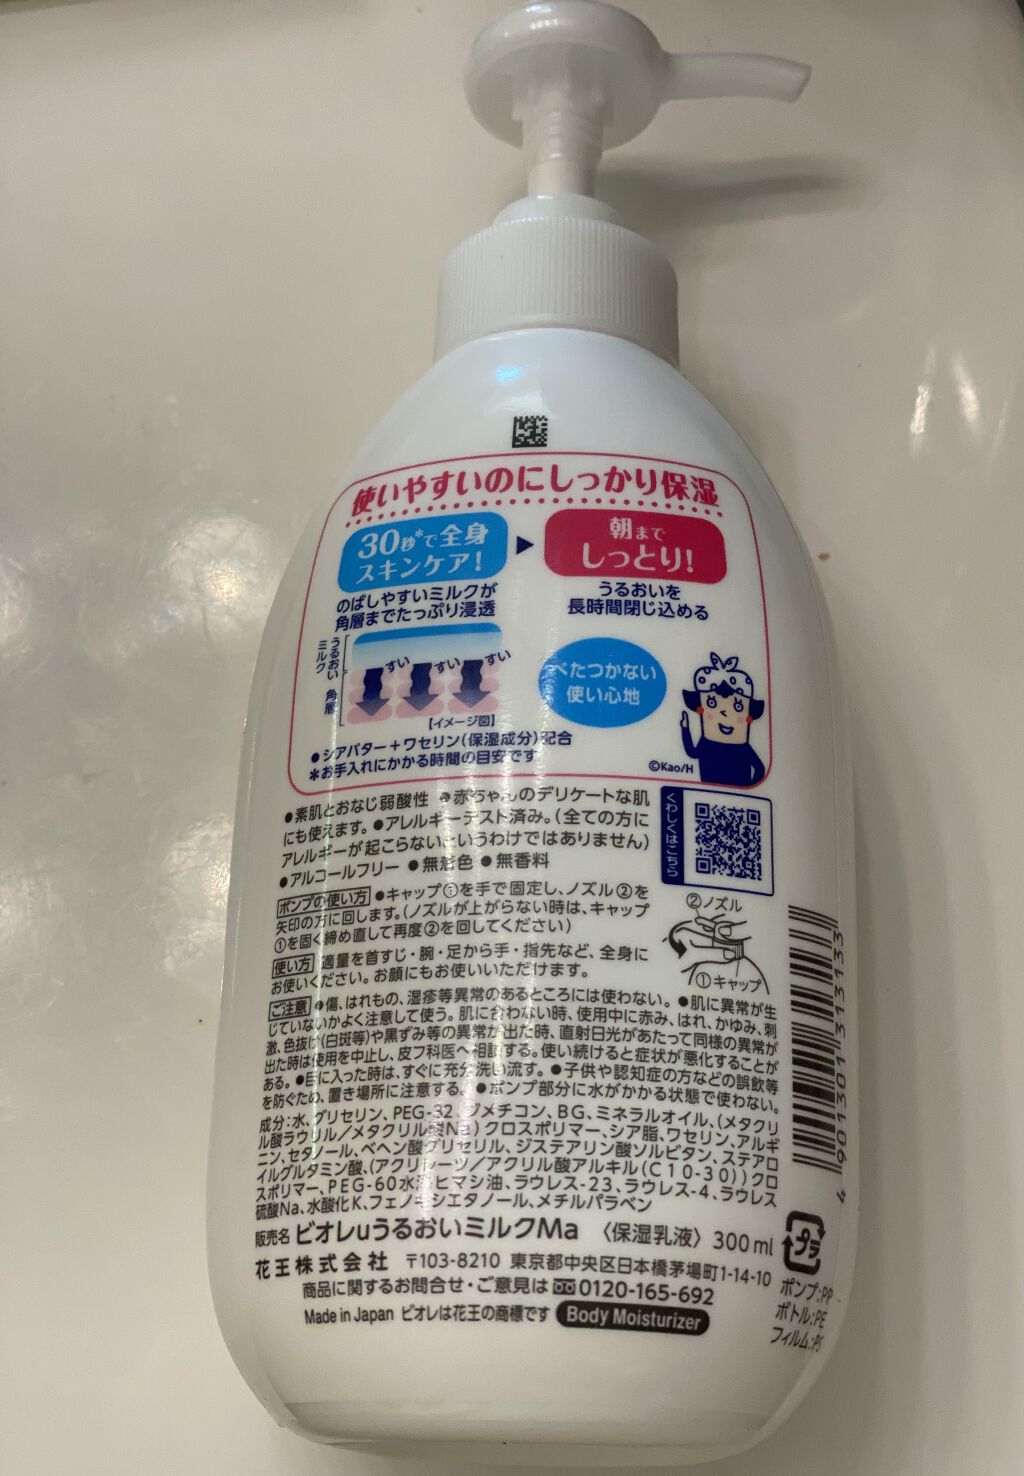 使いやすいのにしっかり保湿
30秒*で全身
スキンケア!
朝まで
しっとり!
のばしやすいミルクが
角層までたっぷり浸透
うるおいを
長時間閉じ込める
うるおい
ミルク
角層
すい
すい
すい
【イメージ図】
べたつかない
使い心地
●シアバター+ワセリン(保湿成分)配合
*お手入れにかかる時間の目安です
©Kao/H
●素肌とおなじ弱酸性 ●赤ちゃんのデリケートな肌
にも使えます。●アレルギーテスト済み。(全ての方に
アレルギーが起こらないというわけではありません)
●アルコールフリー ●無着色 ●無香料
くわしくはこちら
ポンプの使い方 ●キャップ①を手で固定し、ノズル②を
矢印の方に回します。(ノズルが上がらない時は、キャップ
①を固く締め直して再度②を回してください)
②ノズル
①キャップ
使い方 適量を首すじ・腕・足から手・指先など、全身に
お使いください。お顔にもお使いいただけます。
ご注意 ●傷、はれもの、湿疹等異常のあるところには使わない。●肌に異常が生
じていないかよく注意して使う。肌に合わない時、使用中に赤み、はれ、かゆみ、刺
激、色抜け(白斑等)や黒ずみ等の異常が出た時、直射日光があたって同様の異常が
出た時は使用を中止し、皮フ科医へ相談する。使い続けると症状が悪化することが
ある。●目に入った時は、すぐに充分洗い流す。●子供や認知症の方などの誤飲等
を防ぐため、置き場所に注意する。●ポンプ部分に水がかかる状態で使わない。
成分:水、グリセリン、PEG-32、ジメチコン、BG、ミネラルオイル、(メタクリ
ル酸ラウリル/メタクリル酸Na)クロスポリマー、シア脂、ワセリン、アルギ
ニン、セタノール、ベヘン酸グリセリル、ジステアリン酸ソルビタン、ステアロ
イルグルタミン酸、(アクリレーツ/アクリル酸アルキル(C10-30))クロ
スポリマー、PEG-60水添ヒマシ油、ラウレス-23、ラウレス-4、ラウレス
硫酸Na、水酸化K、フェノキシエタノール、メチルパラベン
販売名 ビオレuうるおいミルクMa 〈保湿乳液〉 300ml
花王株式会社 〒103-8210 東京都中央区日本橋茅場町1-14-10
商品に関するお問合せ・ご意見は 0120-165-692
Made in Japan ビオレは花王の商標です Body Moisturizer
4 901301 313133
プラ
ポンプ:PP
ボトル:PE
フィルム:PS